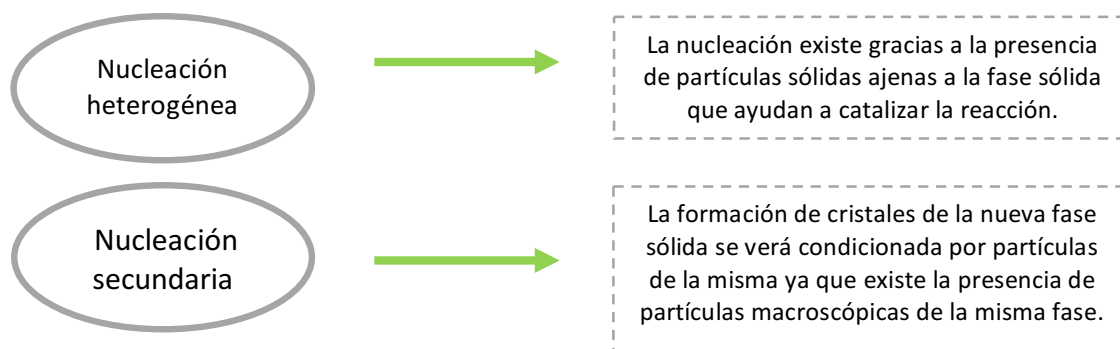 Nucleación
heterogénea
La nucleación existe gracias a la presencia
de partículas sólidas ajenas a la fase sólida
que ayudan a catalizar la reacción.
Nucleación
secundaria
La formación de cristales de la nueva fase
sólida se verá condicionada por partículas
de la misma ya que existe la presencia de
partículas macroscópicas de la misma fase.